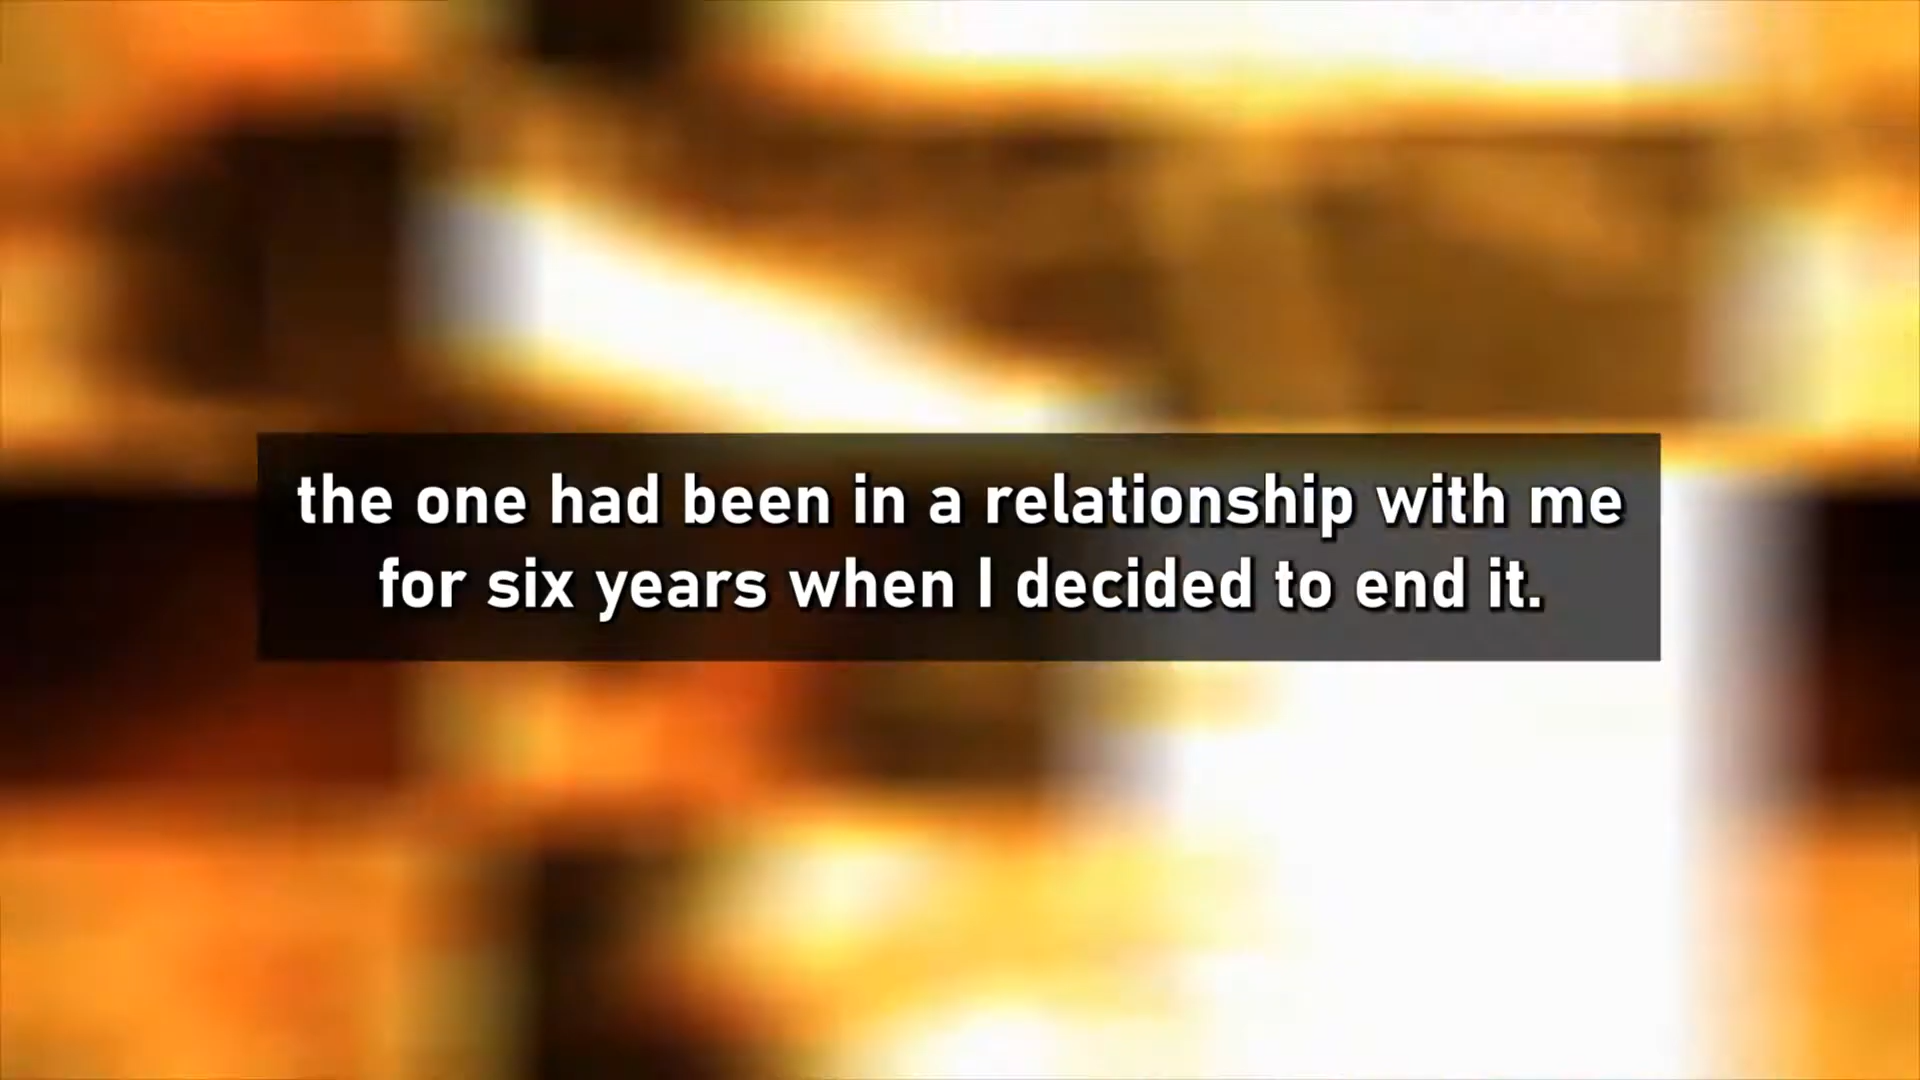 the one had been in a relationship with me
for six years when I decided to end it.